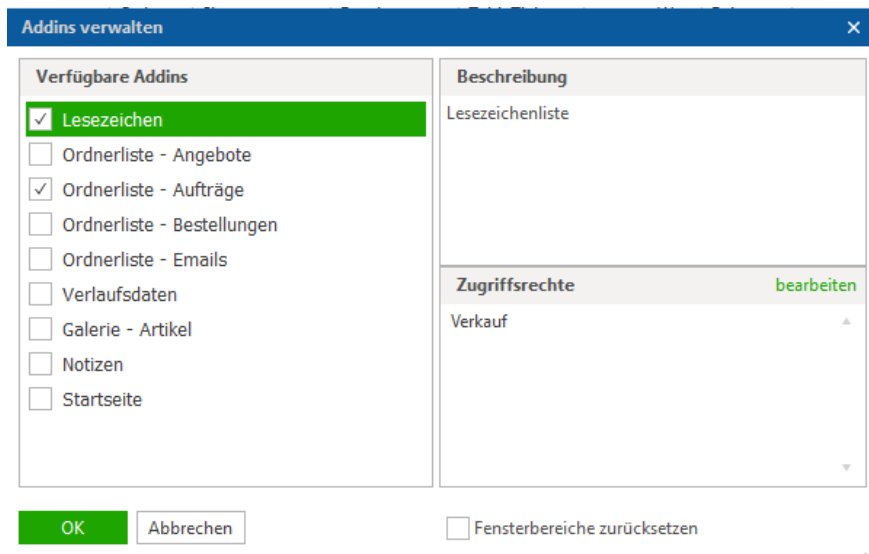 Addins verwalten
Verfügbare Addins
Lesezeichen
Ordnerliste - Angebote
Ordnerliste - Aufträge
Ordnerliste - Bestellungen
Ordnerliste - Emails
Verlaufsdaten
Galerie - Artikel
Notizen
Startseite
Beschreibung
Lesezeichenliste
Zugriffsrechte bearbeiten
Verkauf
OK Abbrechen Fensterbereiche zurücksetzen